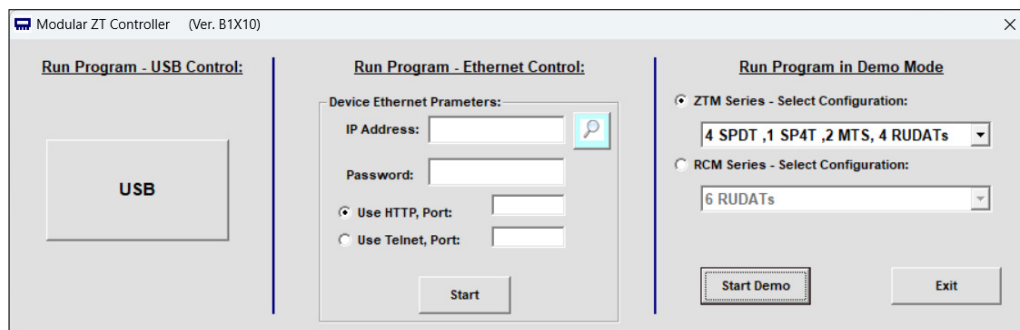 Modular ZT Controller (Ver. B1X10)
Run Program - USB Control:
USB
Run Program - Ethernet Control:
Device Ethernet Prameters:
IP Address:
Password:
Use HTTP, Port:
Use Telnet, Port:
Start
Run Program in Demo Mode
ZTM Series - Select Configuration:
4 SPDT ,1 SP4T ,2 MTS, 4 RUDATs
RCM Series - Select Configuration:
6 RUDATs
Start Demo
Exit